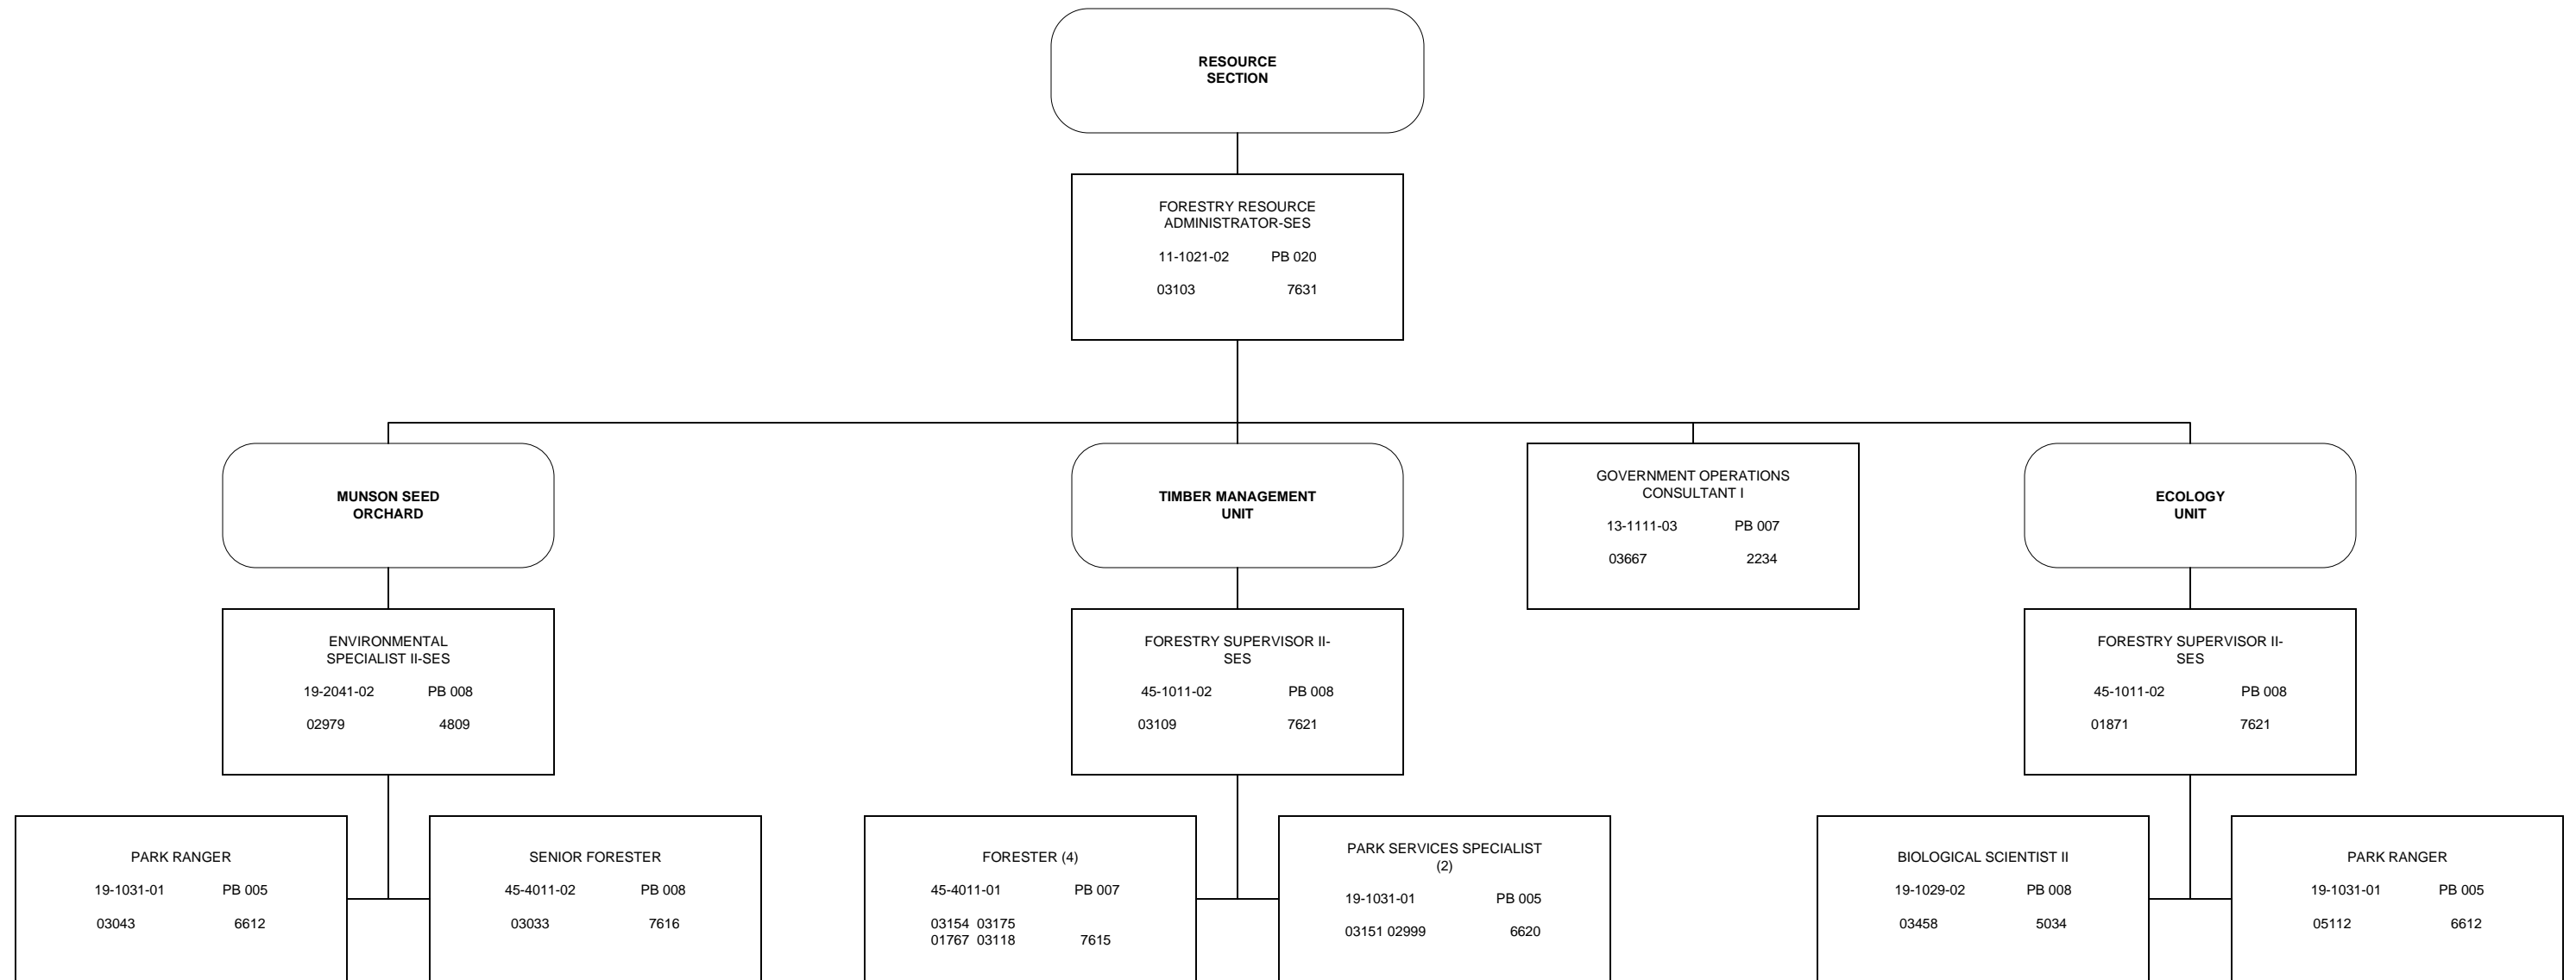 RESOURCE
SECTION
FORESTRY RESOURCE
ADMINISTRATOR-SES
11-1021-02 PB 020
03103 7631
MUNSON SEED
ORCHARD
TIMBER MANAGEMENT
UNIT
GOVERNMENT OPERATIONS
CONSULTANT I
13-1111-03 PB 007
03667 2234
ECOLOGY
UNIT
ENVIRONMENTAL
SPECIALIST II-SES
19-2041-02 PB 008
02979 4809
FORESTRY SUPERVISOR II-
SES
45-1011-02 PB 008
03109 7621
FORESTRY SUPERVISOR II-
SES
45-1011-02 PB 008
01871 7621
PARK RANGER
19-1031-01 PB 005
03043 6612
SENIOR FORESTER
45-4011-02 PB 008
03033 7616
FORESTER (4)
45-4011-01 PB 007
03154 03175
01767 03118 7615
PARK SERVICES SPECIALIST
(2)
19-1031-01 PB 005
03151 02999 6620
BIOLOGICAL SCIENTIST II
19-1029-02 PB 008
03458 5034
PARK RANGER
19-1031-01 PB 005
05112 6612